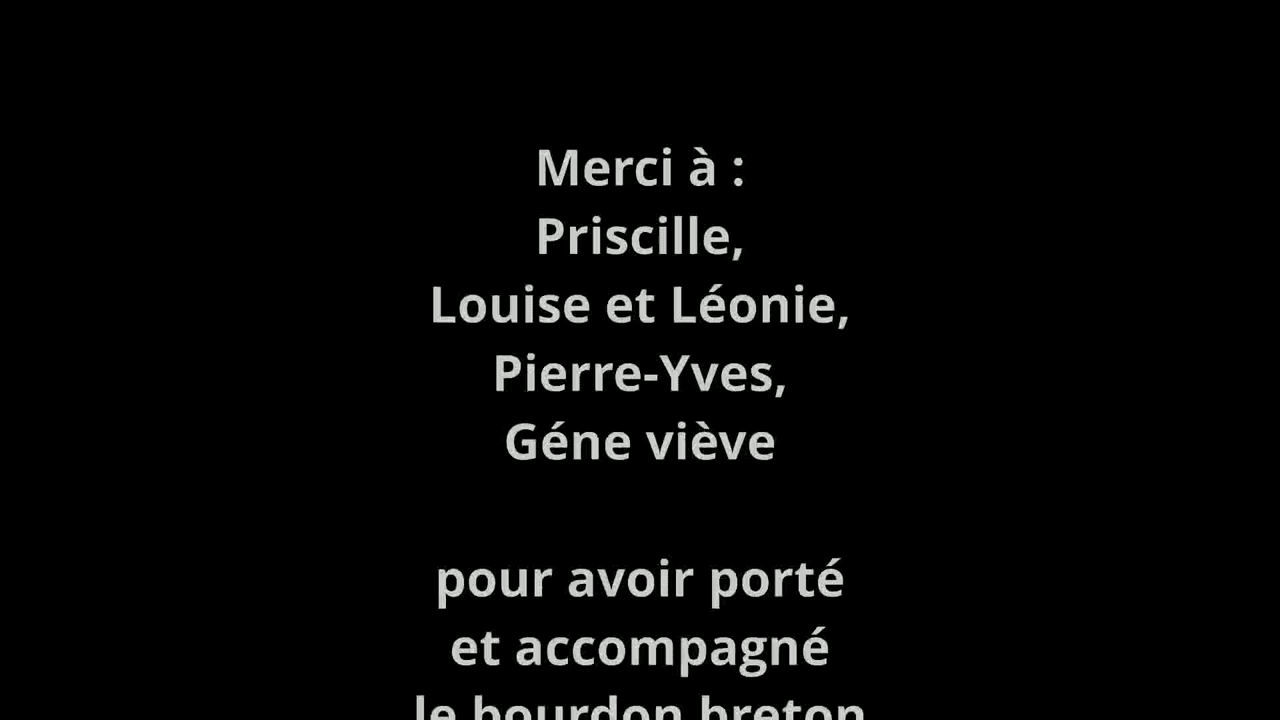 Merci à :
Priscille,
Louise et Léonie,
Pierre-Yves,
Géne viève
pour avoir porté
et accompagné
le bourdon breton